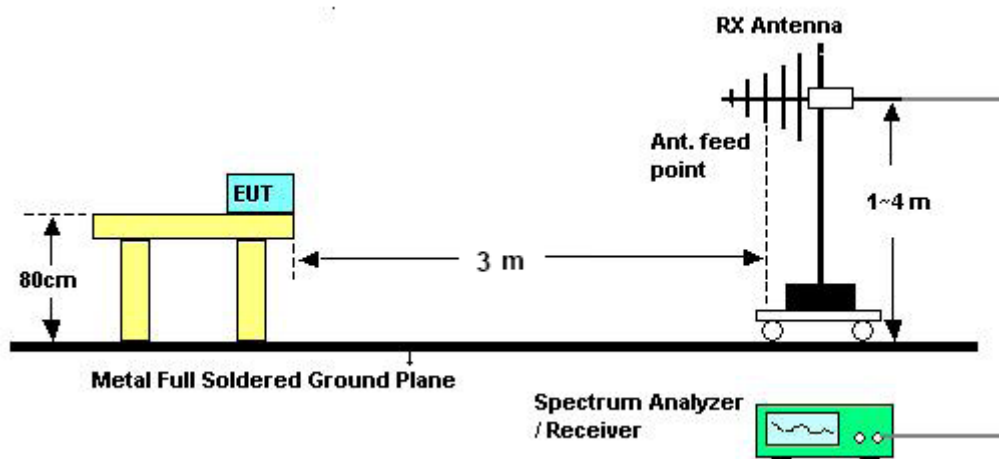 RX Antenna
Ant. feed
point
EUT
1~4 m
80cm
3 m
Metal Full Soldered Ground Plane
Spectrum Analyzer
/ Receiver